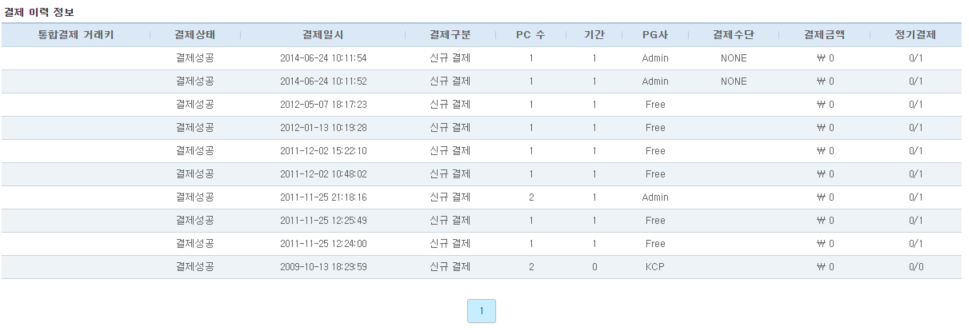 결제 이력 정보
통합결제 거래키 결제상태 결제일시 결제구분 PC 수 기간 PG사 결제수단 결제금액 정기결제
결제성공 2014-06-24 10:11:54 신규 결제 1 1 Admin NONE ₩ 0 0/1
결제성공 2014-06-24 10:11:52 신규 결제 1 1 Admin NONE ₩ 0 0/1
결제성공 2012-05-07 18:17:23 신규 결제 1 1 Free ₩ 0 0/1
결제성공 2012-01-13 10:19:28 신규 결제 1 1 Free ₩ 0 0/1
결제성공 2011-12-02 15:22:10 신규 결제 1 1 Free ₩ 0 0/1
결제성공 2011-12-02 10:48:02 신규 결제 1 1 Free ₩ 0 0/1
결제성공 2011-11-25 21:18:16 신규 결제 2 1 Admin ₩ 0 0/1
결제성공 2011-11-25 12:25:49 신규 결제 1 1 Free ₩ 0 0/1
결제성공 2011-11-25 12:24:00 신규 결제 1 1 Free ₩ 0 0/1
결제성공 2009-10-13 18:29:59 신규 결제 2 0 KCP ₩ 0 0/0
1